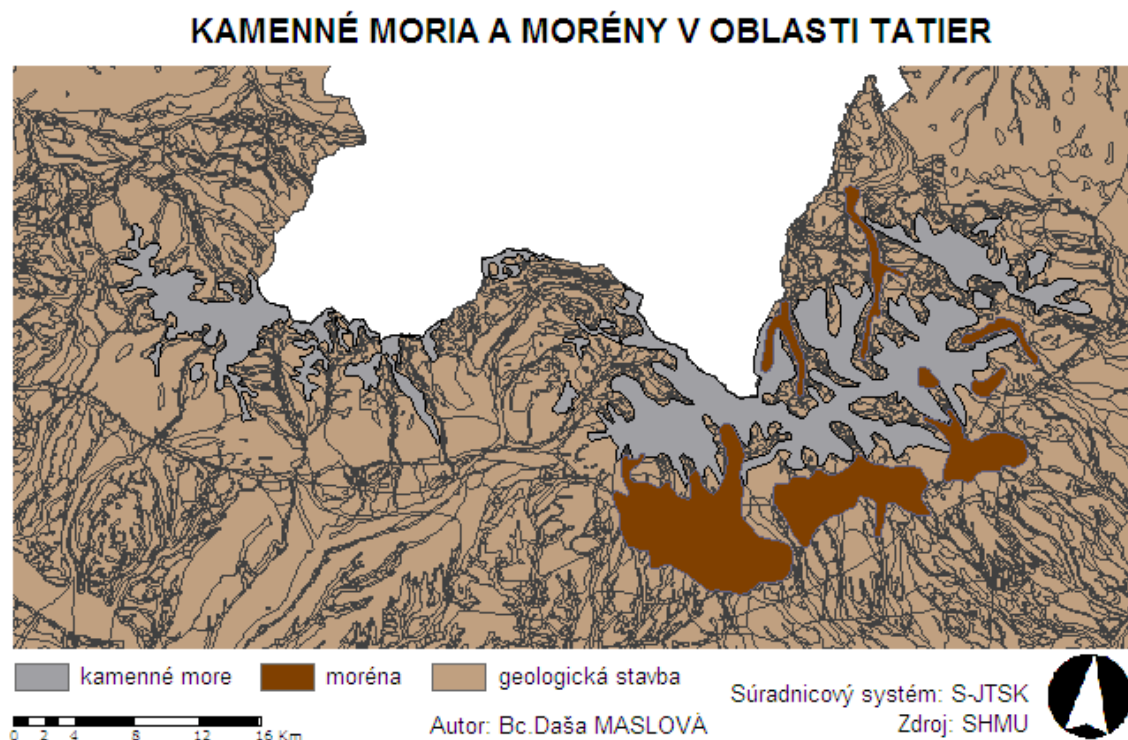 KAMENNÉ MORIA A MORÉNY V OBLASTI TATIER
kamenné more
moréna
geologická stavba
Súradnicový systém: S-JTSK
Zdroj: SHMU
Autor: Bc.Daša MASLOVÁ
0 2 4 8 12 16 Km